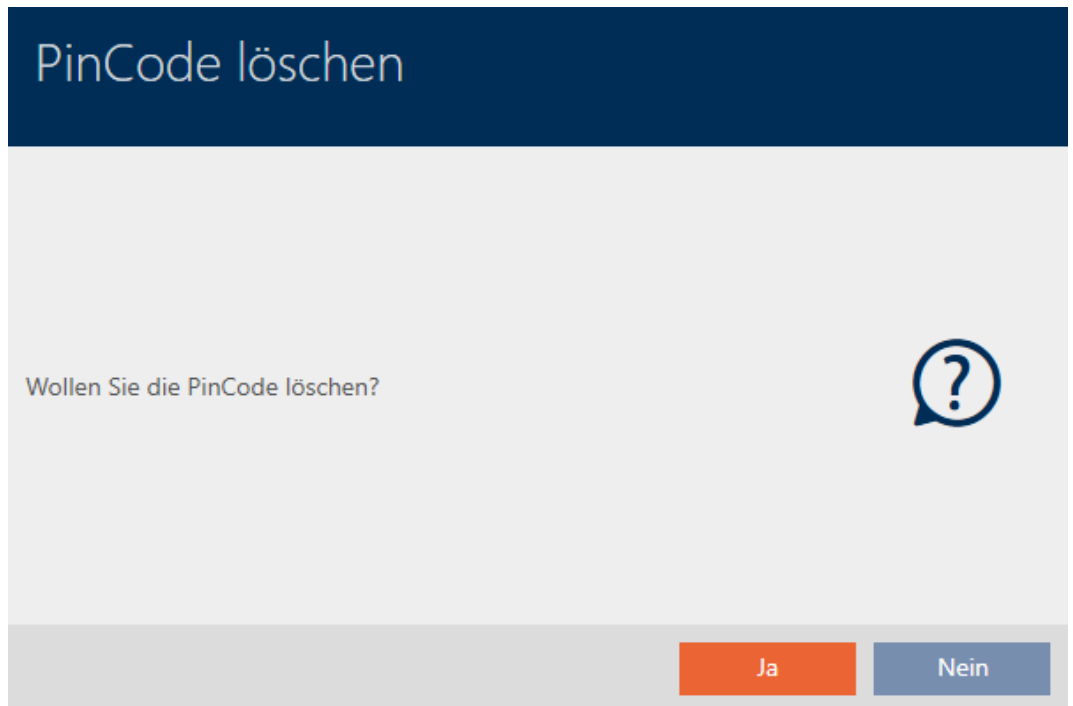 PinCode löschen
Wollen Sie die PinCode löschen?
?
Ja
Nein